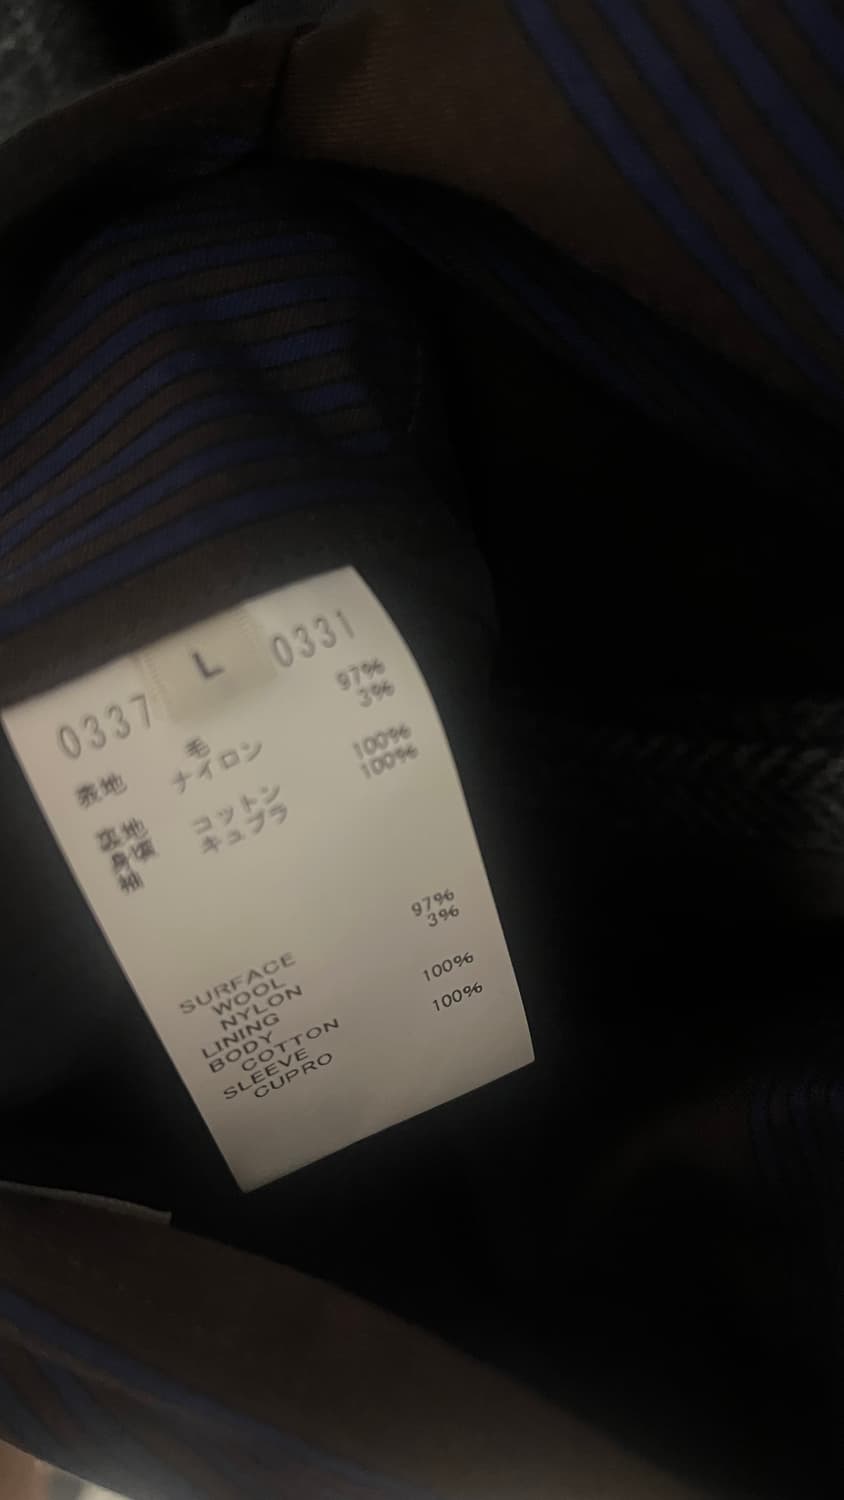 L
0337 0331
表地 毛 97%
ナイロン 3%
裏地
身頃 コットン 100%
袖 キュプラ 100%
SURFACE
WOOL 97%
NYLON 3%
LINING
BODY
COTTON 100%
SLEEVE
CUPRO 100%